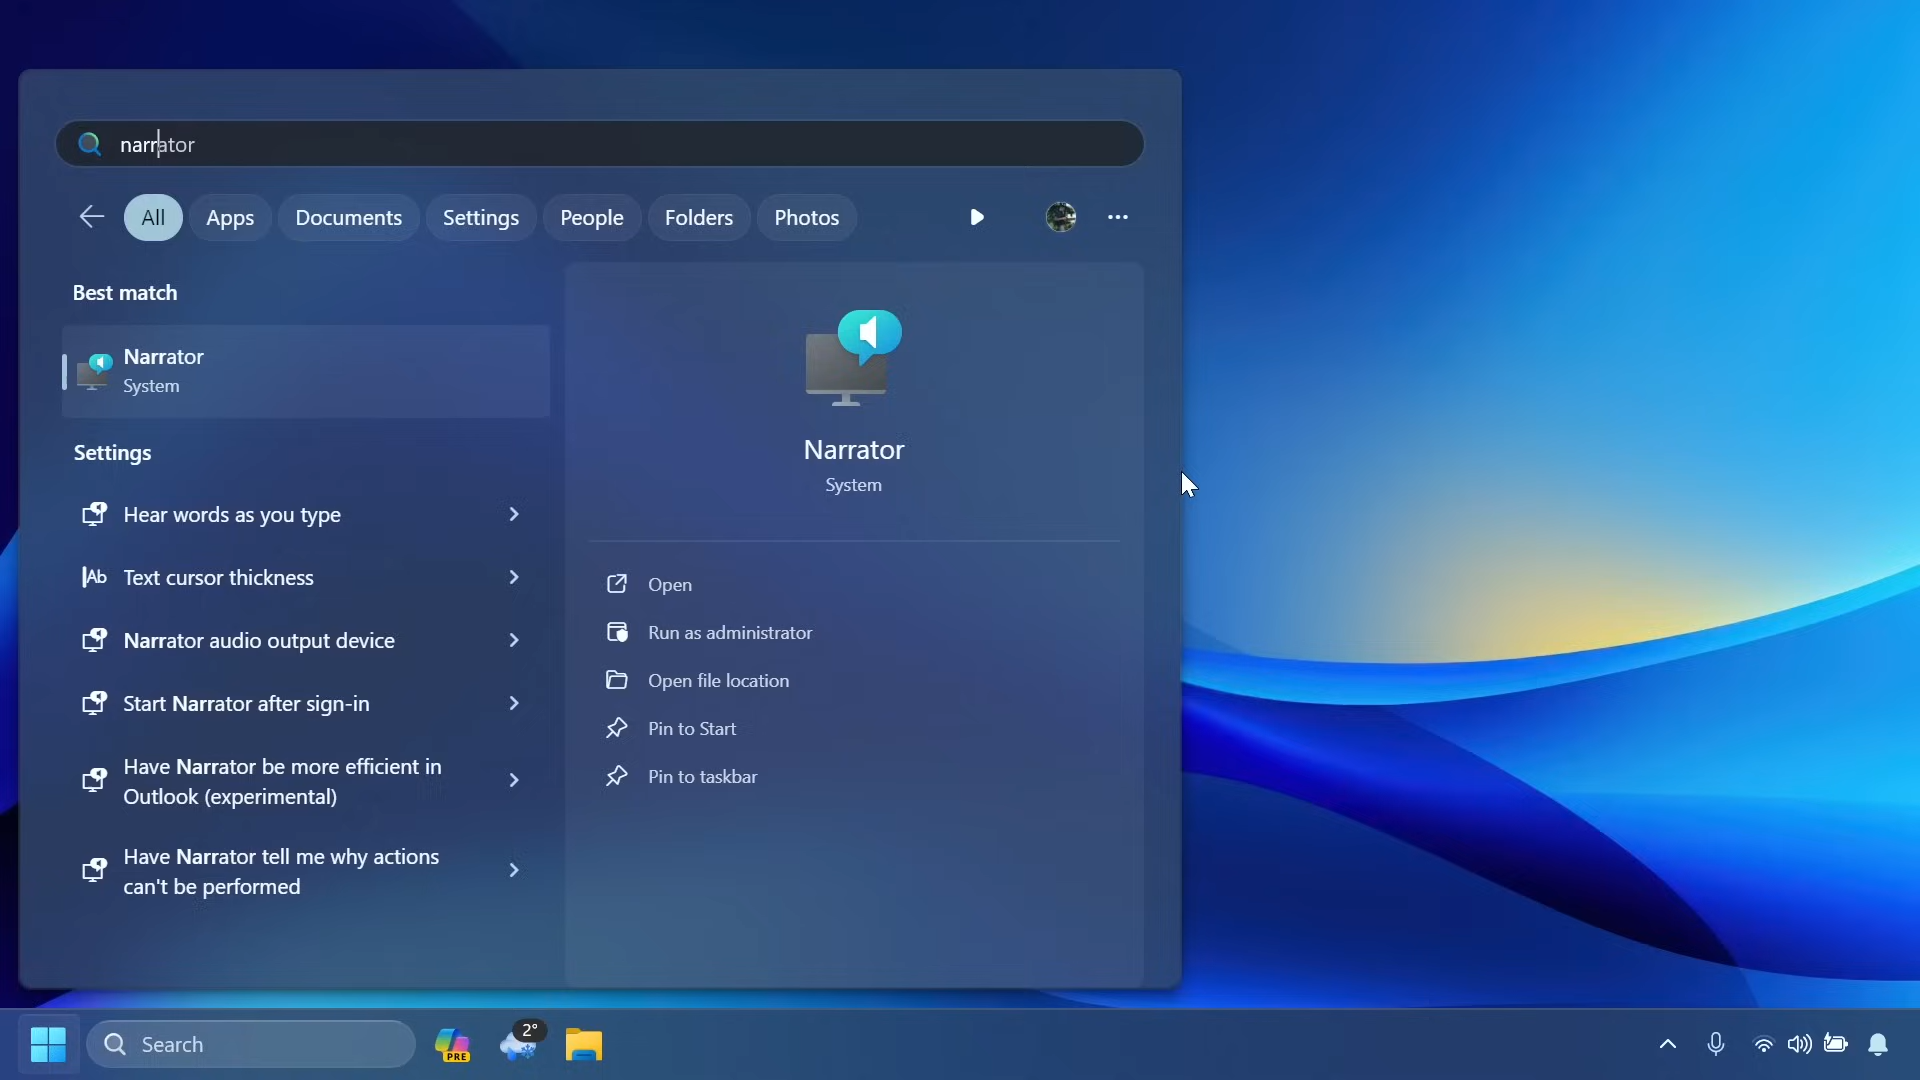 narrator
All Apps Documents Settings People Folders Photos
Best match
Narrator
System
Settings
Hear words as you type
Text cursor thickness
Narrator audio output device
Start Narrator after sign-in
Have Narrator be more efficient in
Outlook (experimental)
Have Narrator tell me why actions
can't be performed
Narrator
System
Open
Run as administrator
Open file location
Pin to Start
Pin to taskbar
Search
PRE
2°